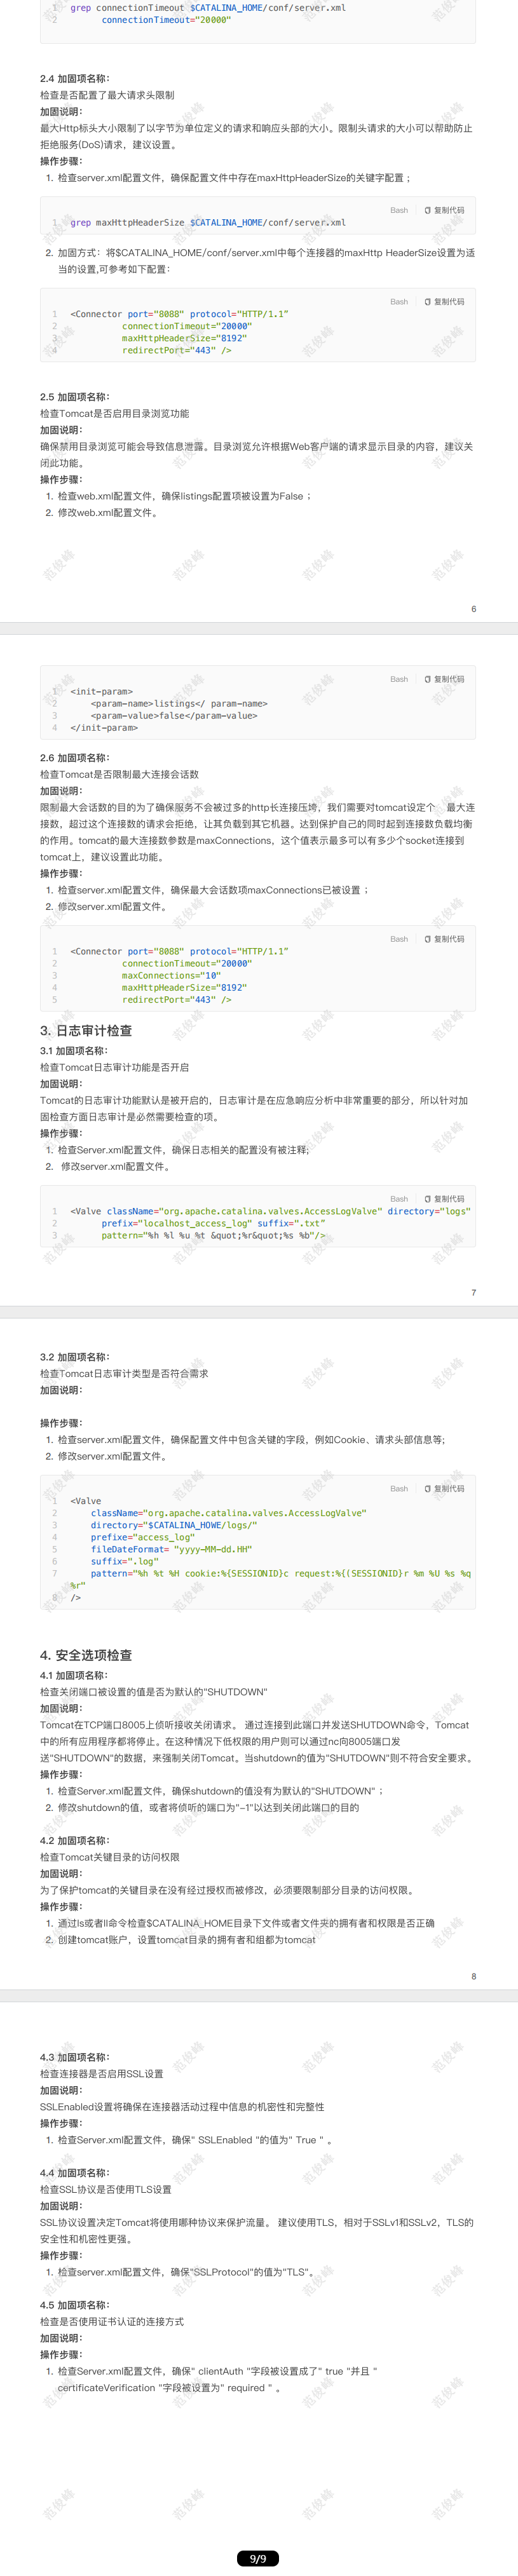 1 grep connectionTimeout $CATALINA_HOME/conf/server.xml
2 connectionTimeout="20000"
2.4 加固项名称：
检查是否配置了最大请求头限制
加固说明：
最大Http标头大小限制了以字节为单位定义的请求和响应头部的大小。限制头请求的大小可以帮助防止
拒绝服务(DoS)请求，建议设置。
操作步骤：
1. 检查server.xml配置文件，确保配置文件中存在maxHttpHeaderSize的关键字配置；
Bash 复制代码
1 grep maxHttpHeaderSize $CATALINA_HOME/conf/server.xml
2. 加固方式：将$CATALINA_HOME/conf/server.xml中每个连接器的maxHttp HeaderSize设置为适
当的设置,可参考如下配置：
Bash 复制代码
1 <Connector port="8088" protocol="HTTP/1.1”
2 connectionTimeout="20000"
3 maxHttpHeaderSize="8192"
4 redirectPort="443" />
2.5 加固项名称：
检查Tomcat是否启用目录浏览功能
加固说明：
确保禁用目录浏览可能会导致信息泄露。目录浏览允许根据Web客户端的请求显示目录的内容，建议关
闭此功能。
操作步骤：
1. 检查web.xml配置文件，确保listings配置项被设置为False ；
2. 修改web.xml配置文件。
6
Bash 复制代码
1 <init-param>
2 <param-name>listings</ param-name>
3 <param-value>false</param-value>
4 </init-param>
2.6 加固项名称：
检查Tomcat是否限制最大连接会话数
加固说明：
限制最大会话数的目的为了确保服务不会被过多的http长连接压垮，我们需要对tomcat设定个 最大连
接数，超过这个连接数的请求会拒绝，让其负载到其它机器。达到保护自己的同时起到连接数负载均衡
的作用。tomcat的最大连接数参数是maxConnections，这个值表示最多可以有多少个socket连接到
tomcat上，建议设置此功能。
操作步骤：
1. 检查server.xml配置文件，确保最大会话数项maxConnections已被设置；
2. 修改server.xml配置文件。
Bash 复制代码
1 <Connector port="8088" protocol="HTTP/1.1”
2 connectionTimeout="20000"
3 maxConnections="10"
4 maxHttpHeaderSize="8192"
5 redirectPort="443" />
3. 日志审计检查
3.1 加固项名称：
检查Tomcat日志审计功能是否开启
加固说明：
Tomcat的日志审计功能默认是被开启的，日志审计是在应急响应分析中非常重要的部分，所以针对加
固检查方面日志审计是必然需要检查的项。
操作步骤：
1. 检查Server.xml配置文件，确保日志相关的配置没有被注释;
2. 修改server.xml配置文件。
Bash 复制代码
1 <Valve className="org.apache.catalina.valves.AccessLogValve" directory="logs"
2 prefix="localhost_access_log" suffix=".txt”
3 pattern="%h %l %u %t &quot;%r&quot;%s %b"/>
7
3.2 加固项名称：
检查Tomcat日志审计类型是否符合需求
加固说明：
操作步骤：
1. 检查server.xml配置文件，确保配置文件中包含关键的字段，例如Cookie、请求头部信息等;
2. 修改server.xml配置文件。
Bash 复制代码
1 <Valve
2 className="org.apache.catalina.valves.AccessLogValve"
3 directory="$CATALINA_HOWE/logs/"
4 prefixe="access_log"
5 fileDateFormat= "yyyy-MM-dd.HH"
6 suffix=".log"
7 pattern="%h %t %H cookie:%{SESSIONID}c request:%{(SESSIONID}r %m %U %s %q
%r"
8 />
4. 安全选项检查
4.1 加固项名称：
检查关闭端口被设置的值是否为默认的"SHUTDOWN"
加固说明：
Tomcat在TCP端口8005上侦听接收关闭请求。 通过连接到此端口并发送SHUTDOWN命令，Tomcat
中的所有应用程序都将停止。在这种情况下低权限的用户则可以通过nc向8005端口发
送"SHUTDOWN"的数据，来强制关闭Tomcat。当shutdown的值为"SHUTDOWN"则不符合安全要求。
操作步骤：
1. 检查Server.xml配置文件，确保shutdown的值没有为默认的"SHUTDOWN" ；
2. 修改shutdown的值，或者将侦听的端口为"-1"以达到关闭此端口的目的
4.2 加固项名称：
检查Tomcat关键目录的访问权限
加固说明：
为了保护tomcat的关键目录在没有经过授权而被修改，必须要限制部分目录的访问权限。
操作步骤：
1. 通过ls或者ll命令检查$CATALINA_HOME目录下文件或者文件夹的拥有者和权限是否正确
2. 创建tomcat账户，设置tomcat目录的拥有者和组都为tomcat
8
4.3 加固项名称：
检查连接器是否启用SSL设置
加固说明：
SSLEnabled设置将确保在连接器活动过程中信息的机密性和完整性
操作步骤：
1. 检查Server.xml配置文件，确保" SSLEnabled "的值为" True " 。
4.4 加固项名称：
检查SSL协议是否使用TLS设置
加固说明：
SSL协议设置决定Tomcat将使用哪种协议来保护流量。 建议使用TLS，相对于SSLv1和SSLv2，TLS的
安全性和机密性更强。
操作步骤：
1. 检查server.xml配置文件，确保"SSLProtocol"的值为"TLS"。
4.5 加固项名称：
检查是否使用证书认证的连接方式
加固说明：
操作步骤：
1. 检查Server.xml配置文件，确保" clientAuth "字段被设置成了" true "并且 "
certificateVerification "字段被设置为" required " 。
9/9
范俊峰